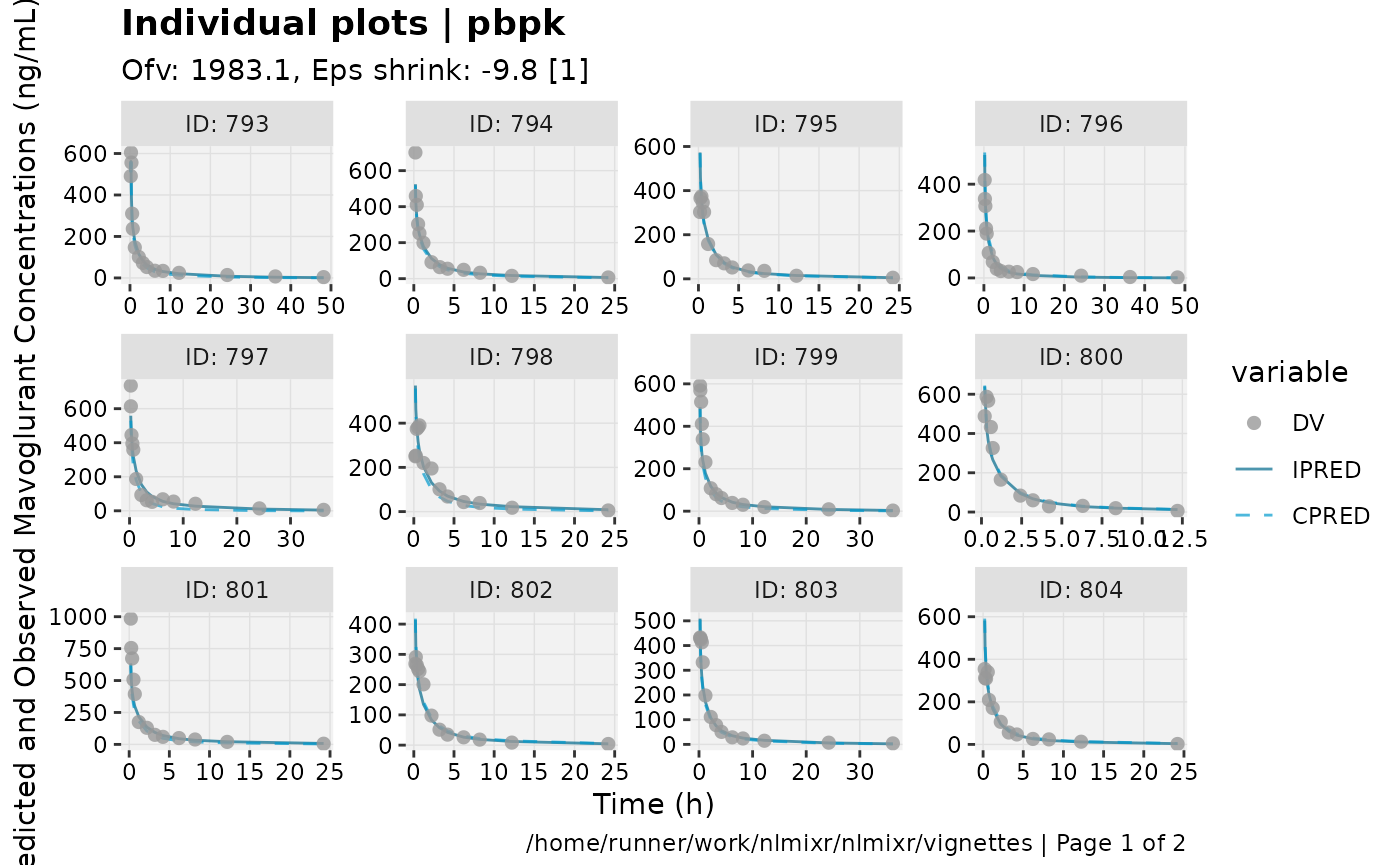 Individual plots | pbpk
Ofv: 1983.1, Eps shrink: -9.8 [1]
and Observed Mavoglurant Concentrations (ng/mL)
ID: 793
ID: 794
ID: 795
ID: 796
600
400
200
0
0 10 20 30 40 50
600
400
200
0
0 5 10 15 20 25
600
400
200
0
0 5 10 15 20 25
400
200
0
0 10 20 30 40 50
ID: 797
ID: 798
ID: 799
ID: 800
600
400
200
0
0 10 20 30
400
200
0
0 5 10 15 20 25
600
400
200
0
0 10 20 30
600
400
200
0
0.0 2.5 5.0 7.5 10.0 12.5
ID: 801
ID: 802
ID: 803
ID: 804
1000
750
500
250
0
0 5 10 15 20 25
400
300
200
100
0
0 5 10 15 20 25
500
400
300
200
100
0
0 10 20 30
600
400
200
0
0 5 10 15 20 25
Time (h)
variable
DV
IPRED
CPRED
/home/runner/work/nlmixr/nlmixr/vignettes | Page 1 of 2